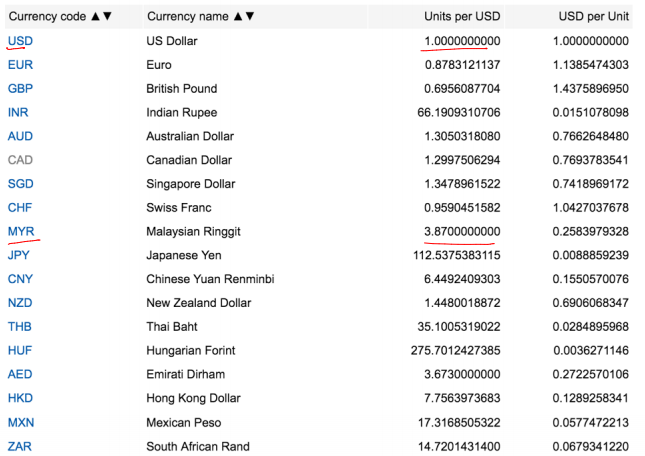 Currency code ▲▼ Currency name ▲▼ Units per USD USD per Unit
USD US Dollar 1.0000000000 1.0000000000
EUR Euro 0.8783121137 1.1385474303
GBP British Pound 0.6956087704 1.4375896950
INR Indian Rupee 66.1909310706 0.0151078098
AUD Australian Dollar 1.3050318080 0.7662648480
CAD Canadian Dollar 1.2997506294 0.7693783541
SGD Singapore Dollar 1.3478961522 0.7418969172
CHF Swiss Franc 0.9590451582 1.0427037678
MYR Malaysian Ringgit 3.8700000000 0.2583979328
JPY Japanese Yen 112.5375383115 0.0088859239
CNY Chinese Yuan Renminbi 6.4492409303 0.1550570076
NZD New Zealand Dollar 1.4480018872 0.6906068347
THB Thai Baht 35.1005319022 0.0284895968
HUF Hungarian Forint 275.7012427385 0.0036271146
AED Emirati Dirham 3.6730000000 0.2722570106
HKD Hong Kong Dollar 7.7563973683 0.1289258341
MXN Mexican Peso 17.3168505322 0.0577472213
ZAR South African Rand 14.7201431400 0.0679341220